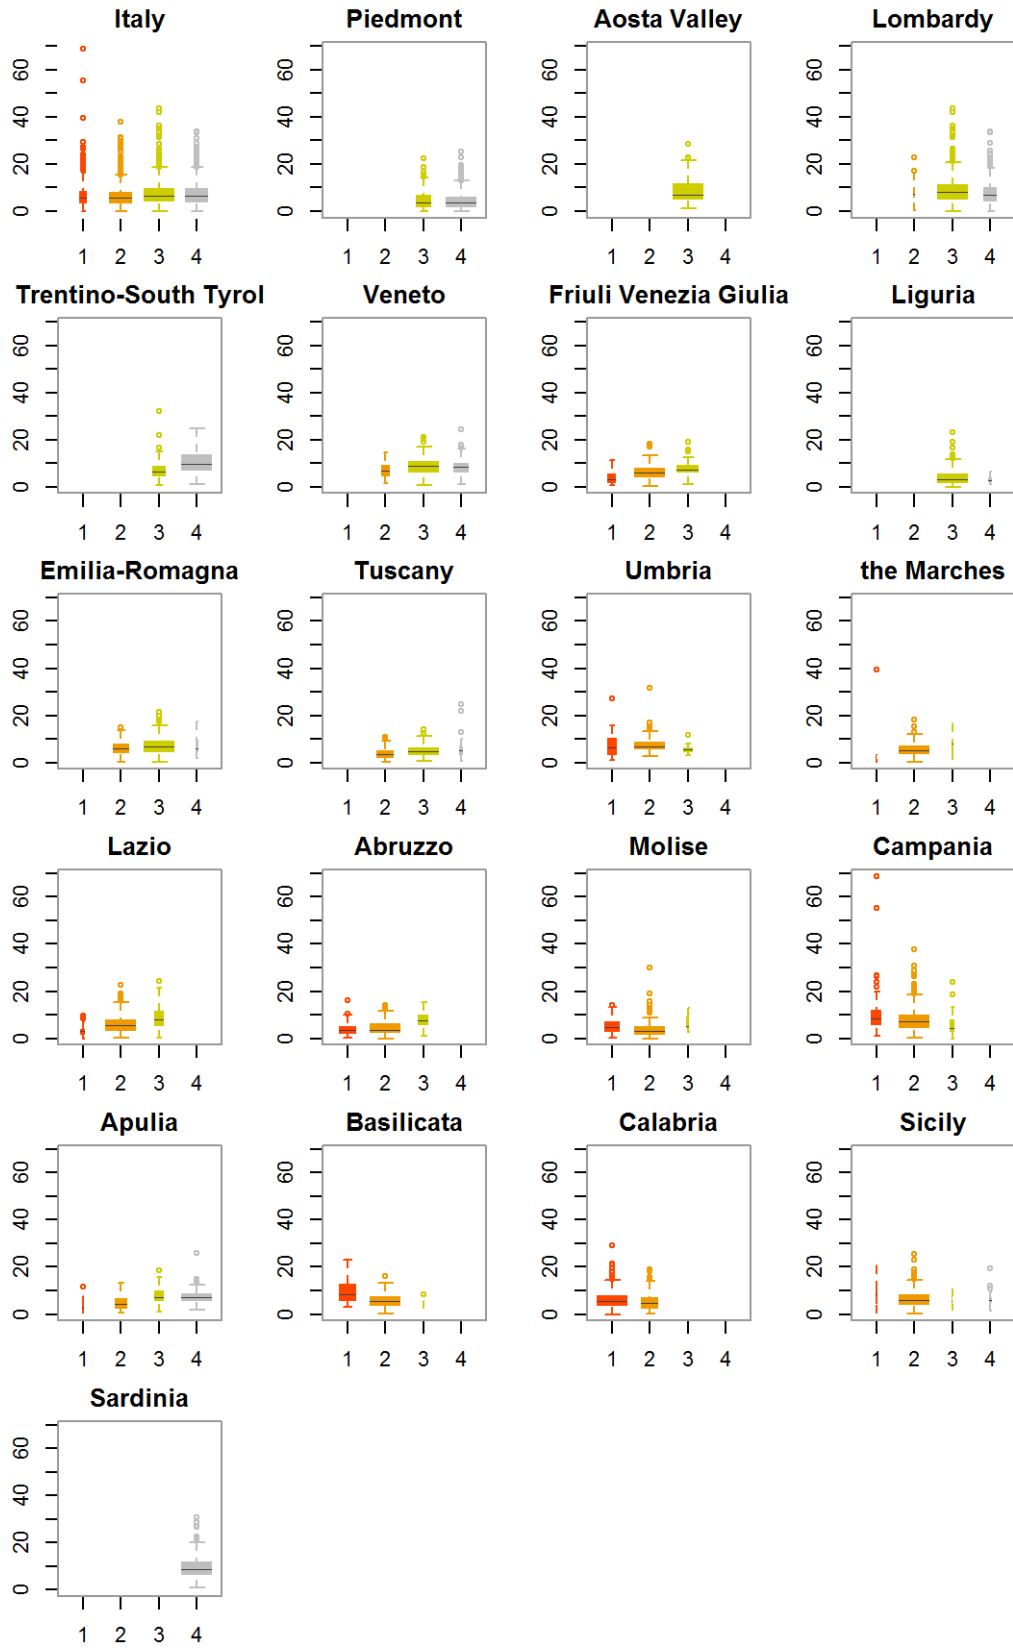 Italy Piedmont Aosta Valley Lombardy
60 60 60 60
40 40 40 40
20 20 20 20
0 0 0 0
1 2 3 4 1 2 3 4 1 2 3 4 1 2 3 4
Trentino-South Tyrol Veneto Friuli Venezia Giulia Liguria
60 60 60 60
40 40 40 40
20 20 20 20
0 0 0 0
1 2 3 4 1 2 3 4 1 2 3 4 1 2 3 4
Emilia-Romagna Tuscany Umbria the Marches
60 60 60 60
40 40 40 40
20 20 20 20
0 0 0 0
1 2 3 4 1 2 3 4 1 2 3 4 1 2 3 4
Lazio Abruzzo Molise Campania
60 60 60 60
40 40 40 40
20 20 20 20
0 0 0 0
1 2 3 4 1 2 3 4 1 2 3 4 1 2 3 4
Apulia Basilicata Calabria Sicily
60 60 60 60
40 40 40 40
20 20 20 20
0 0 0 0
1 2 3 4 1 2 3 4 1 2 3 4 1 2 3 4
Sardinia
60
40
20
0
1 2 3 4